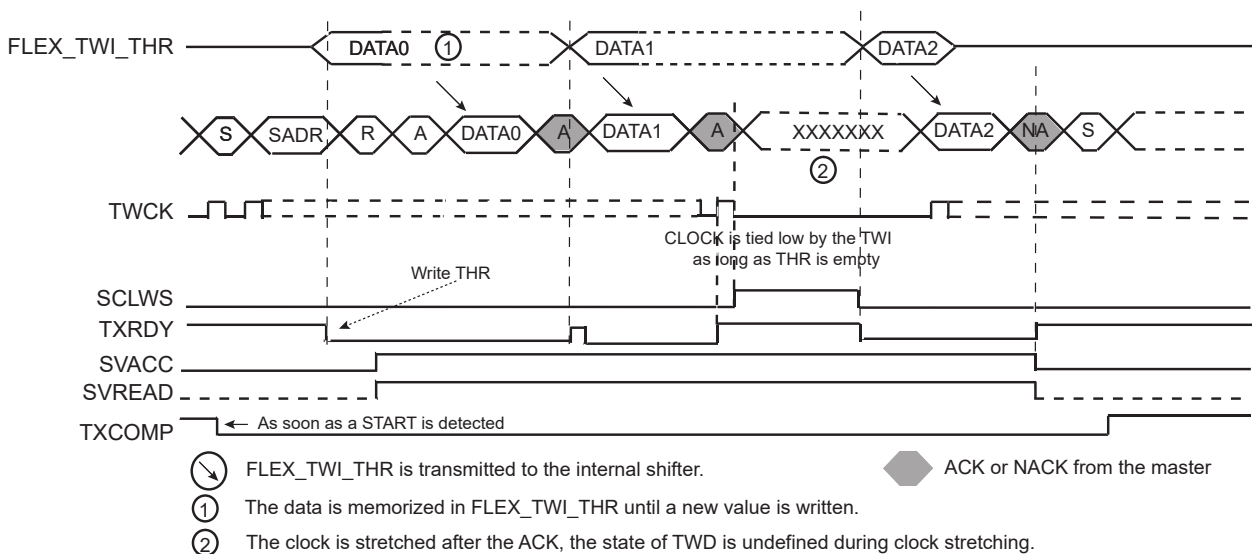 FLEX_TWI_THR DATA0 1 DATA1 DATA2
S SADR R A DATA0 A DATA1 A XXXXXXX DATA2 NA S
2
TWCK
CLOCK is tied low by the TWI
as long as THR is empty
Write THR
SCLWS
TXRDY
SVACC
SVREAD
TXCOMP As soon as a START is detected
FLEX_TWI_THR is transmitted to the internal shifter. ACK or NACK from the master
1 The data is memorized in FLEX_TWI_THR until a new value is written.
2 The clock is stretched after the ACK, the state of TWD is undefined during clock stretching.